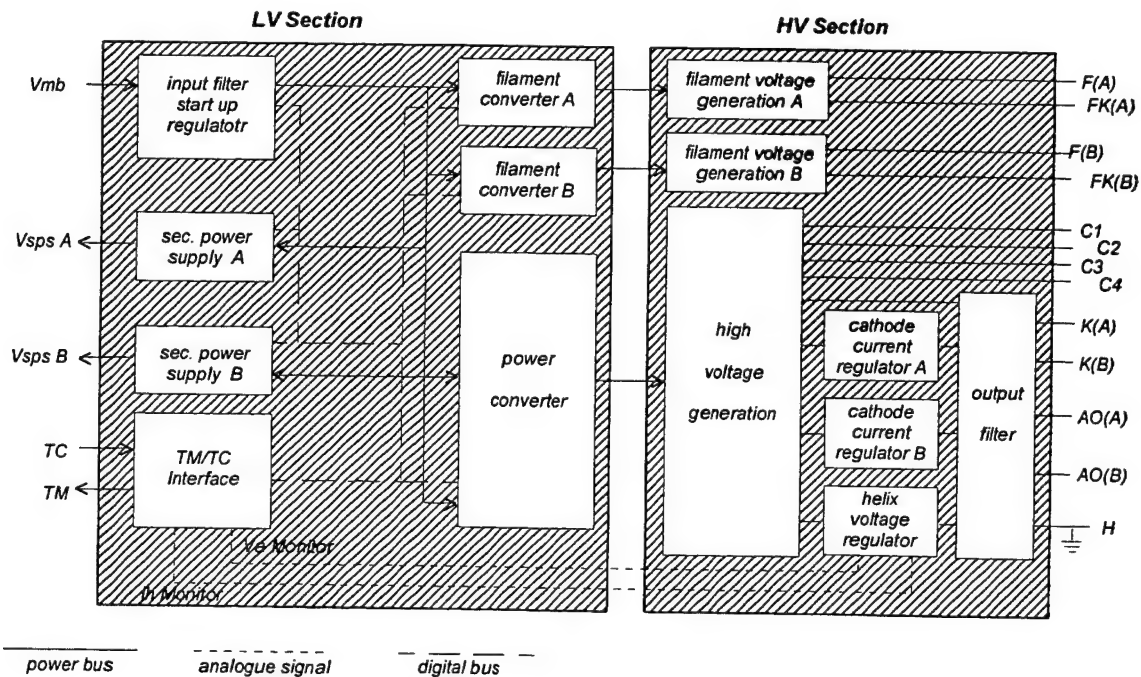 LV Section
HV Section
Vmb
input filter
start up
regulatotr
filament
converter A
filament voltage
generation A
F(A)
FK(A)
filament
converter B
filament voltage
generation B
F(B)
FK(B)
Vsps A
sec. power
supply A
C1
C2
C3
C4
Vsps B
sec. power
supply B
power
converter
high
voltage
generation
cathode
current
regulator A
K(A)
K(B)
output
filter
cathode
current
regulator B
AO(A)
AO(B)
TC
TM
TM/TC
Interface
helix
voltage
regulator
H
Va Monitor
Ih Monitor
power bus
analogue signal
digital bus